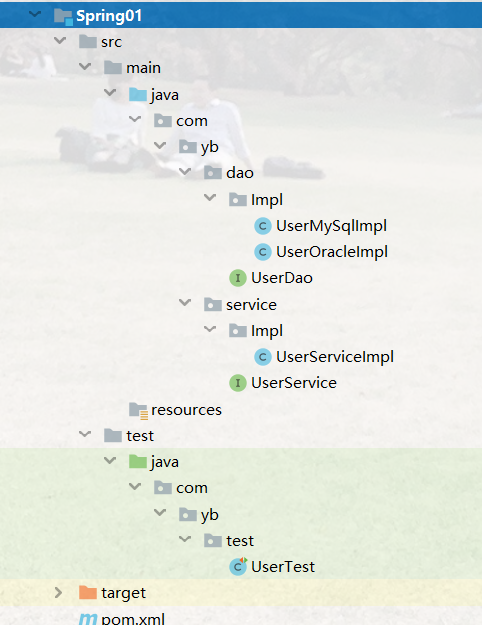 Spring01
src
main
java
com
yb
dao
Impl
UserMySqlImpl
UserOracleImpl
UserDao
service
Impl
UserServiceImpl
UserService
resources
test
java
com
yb
test
UserTest
target
pom.xml